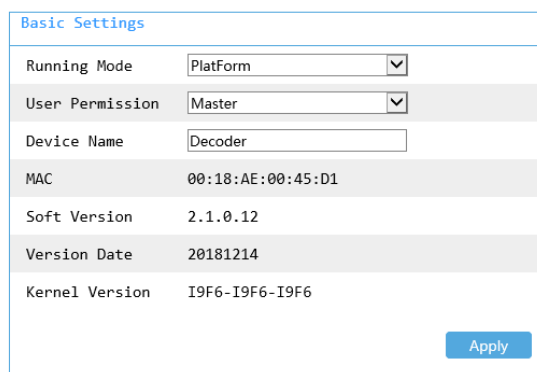 Basic Settings
Running Mode PlatForm
User Permission Master
Device Name Decoder
MAC 00:18:AE:00:45:D1
Soft Version 2.1.0.12
Version Date 20181214
Kernel Version I9F6-I9F6-I9F6
Apply